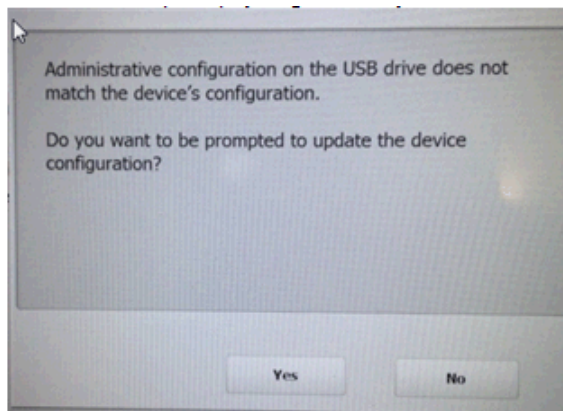 Administrative configuration on the USB drive does not
match the device's configuration.
Do you want to be prompted to update the device
configuration?
Yes
No